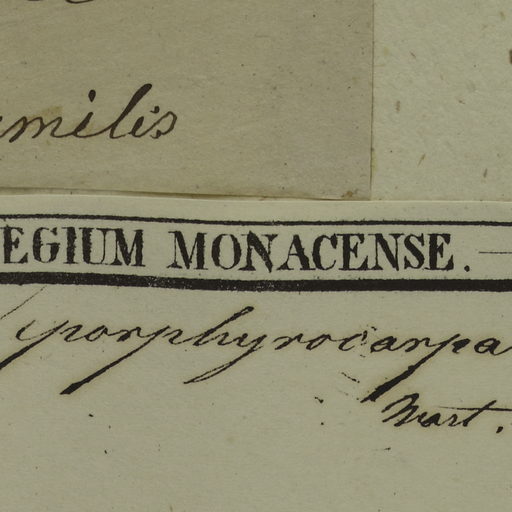 milis
EGIUM MONACENSE.
porphyrocarpa
Mart.